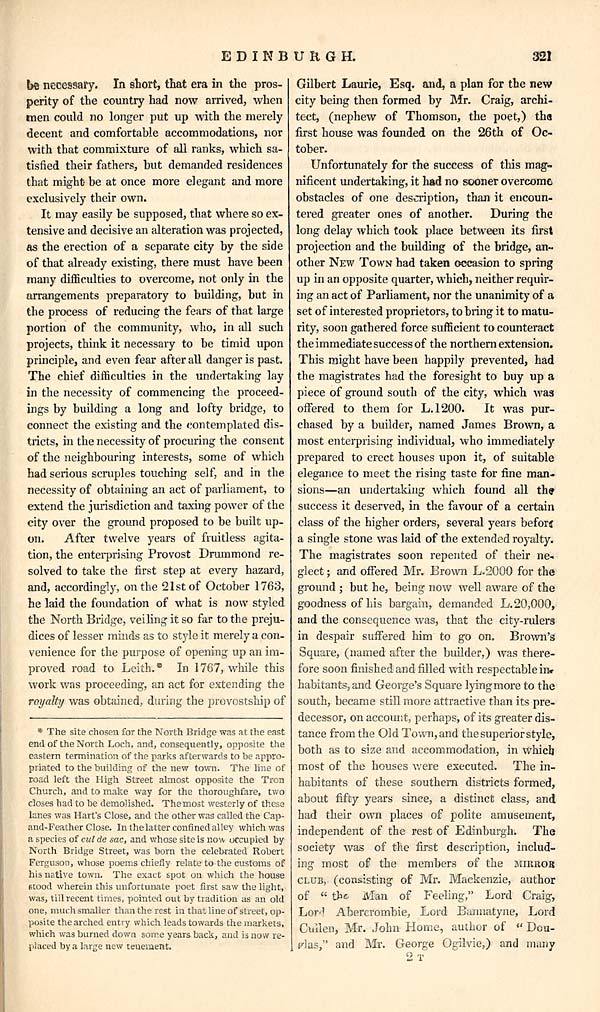 EDINBURGH. 321
be necessary. In short, that era in the pros-
perity of the country had now arrived, when
men could no longer put up with the merely
decent and comfortable accommodations, nor
with that commixture of all ranks, which sa-
tisfied their fathers, but demanded residences
that might be at once more elegant and more
exclusively their own.
It may easily be supposed, that where so ex-
tensive and decisive an alteration was projected,
as the erection of a separate city by the side
of that already existing, there must have been
many difficulties to overcome, not only in the
arrangements preparatory to building, but in
the process of reducing the fears of that large
portion of the community, who, in all such
projects, think it necessary to be timid upon
principle, and even fear after all danger is past.
The chief difficulties in the undertaking lay
in the necessity of commencing the proceed-
ings by building a long and lofty bridge, to
connect the existing and the contemplated dis-
tricts, in the necessity of procuring the consent
of the neighbouring interests, some of which
had serious scruples touching self, and in the
necessity of obtaining an act of parliament, to
extend the jurisdiction and taxing power of the
city over the ground proposed to be built up-
on. After twelve years of fruitless agita-
tion, the enterprising Provost Drummond re-
solved to take the first step at every hazard,
and, accordingly, on the 21st of October 1763,
he laid the foundation of what is now styled
the North Bridge, veiling it so far to the preju-
dices of lesser minds as to style it merely a con-
venience for the purpose of opening up an im-
proved road to Leith.* In 1767, while this
work was proceeding, an act for extending the
royalty was obtained, during the provostship of
* The site chosen for the North Bridge was at the east
end of the North Loch, and, consequently, opposite the
eastern termination of the parks afterwards to be appro-
priated to the building of the new town. The line of
road left the High Street almost opposite the Tron
Church, and to make way for the thoroughfare, two
closes had to be demolished. The most westerly of these
lanes was Hart's Close, and the other was called the Cap-
and-Feather Close. In the latter confined alley which was
a species of cul de sac, and whose site is now occupied by
North Bridge Street, was born the celebrated Robert
Ferguson, whose poems chiefly relate to the customs of
his native town. The exact spot on which the house
stood wherein this unfortunate poet first saw the light,
was, till recent times, pointed out by tradition as an old
one, much smaller than the rest in that line of street, op-
posite the arched entry which leads towards the markets,
which was burned down some years back, and is now re-
placed by a large new tenement.
Gilbert Laurie, Esq. and, a plan for the new
city being then formed by Mr. Craig, archi-
tect, (nephew of Thomson, the poet,) the
first house was founded on the 26th of Oc-
tober.
Unfortunately for the success of this mag-
nificent undertaking, it had no sooner overcome
obstacles of one description, than it encoun-
tered greater ones of another. During the
long delay which took place between its first
projection and the building of the bridge, an-
other NEW TOWN had taken occasion to spring
up in an opposite quarter, which, neither requir-
ing an act of Parliament, nor the unanimity of a
set of interested proprietors, to bring it to matu-
rity, soon gathered force sufficient to counteract
the immediate success of the northern extension.
This might have been happily prevented, had
the magistrates had the foresight to buy up a
piece of ground south of the city, which was
offered to them for L.1200. It was pur-
chased by a builder, named James Brown, a
most enterprising individual, who immediately
prepared to erect houses upon it, of suitable
elegance to meet the rising taste for fine man-
sions—an undertaking which found all the
success it deserved, in the favour of a certain
class of the higher orders, several years before
a single stone was laid of the extended royalty.
The magistrates soon repented of their ne-
glect; and offered Mr. Brown L.2000 for the
ground; but he, being now well aware of the
goodness of his bargain, demanded L.20,000,
and the consequence was, that the city-rulers
in despair suffered him to go on. Brown's
Square, (named after the builder,) was there-
fore soon finished and filled with respectable in-
habitants, and George's Square lying more to the
south, became still more attractive than its pre-
decessor, on account, perhaps, of its greater dis-
tance from the Old Town, and the superior style,
both as to size and accommodation, in which
most of the houses were executed. The in-
habitants of these southern districts formed,
about fifty years since, a distinct class, and
had their own places of polite amusement,
independent of the rest of Edinburgh. The
society was of the first description, includ-
ing most of the members of the MIRROR
CLUB, (consisting of Mr. Mackenzie, author
of "the Man of Feeling," Lord Craig,
Lord Abercrombie, Lord Bannatyne, Lord
Cullen, Mr. John Home, author of "Dou-
glas," and Mr. George Ogilvie,) and many
2 T